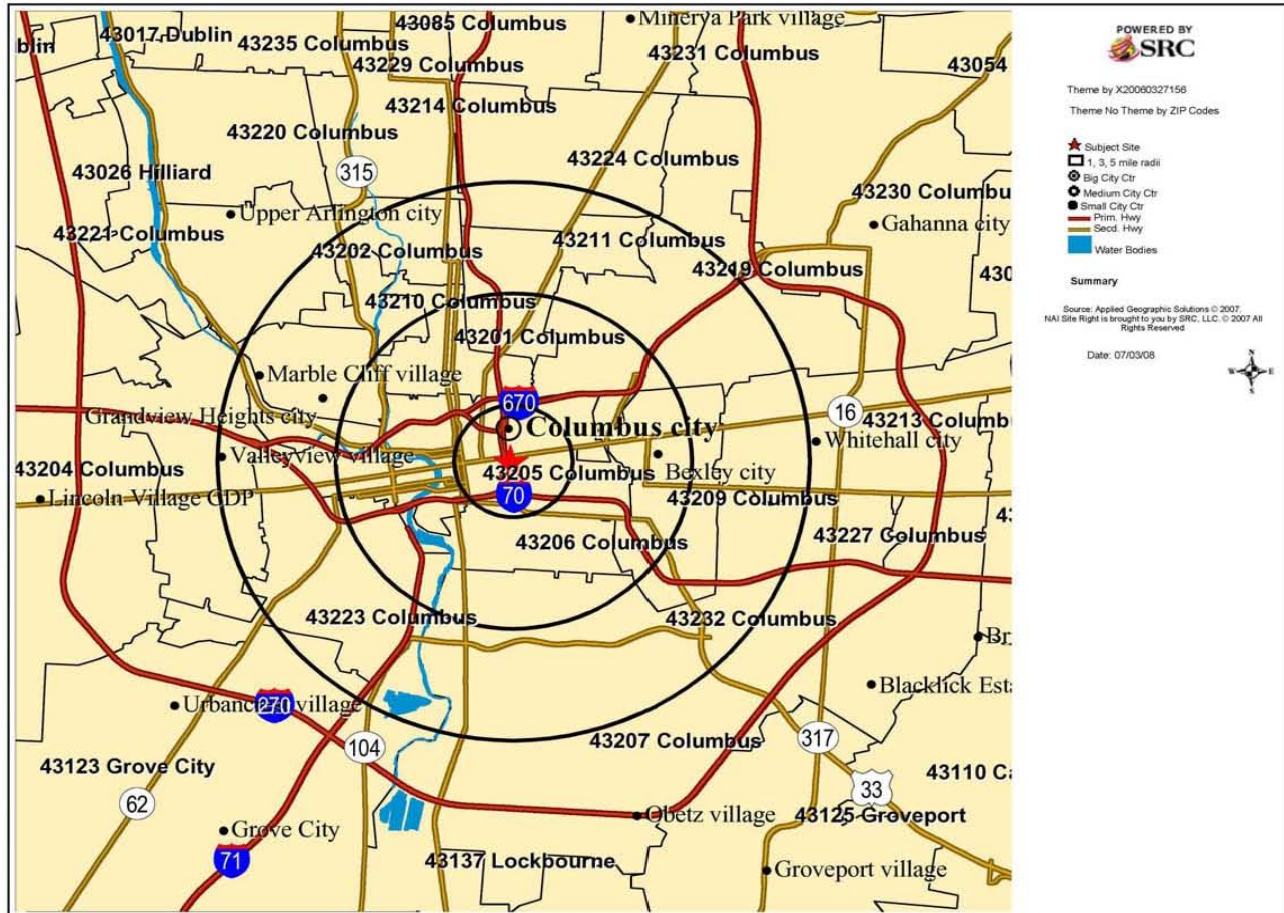 43085 Columbus
Minerva Park village
blin
43017 Dublin
43235 Columbus
43231 Columbus
43229 Columbus
43054
43214 Columbus
43220 Columbus
43224 Columbus
315
43026 Hilliard
43230 Columbu
Upper Arlington city
Gahanna city
43221 Columbus
43202 Columbus
43211 Columbus
43219 Columbus
430
43210 Columbus
43201 Columbus
Marble Cliff village
670
Grandview Heights city
Columbus city
16
43213 Columbu
Whitehall city
Valleyview village
43204 Columbus
43205 Columbus
Bexley city
Lincoln Village CDP
70
43209 Columbus
43206 Columbus
43227 Columbus
43223 Columbus
43232 Columbus
Blacklick Esta
Urbancrest village
270
43207 Columbus
317
104
43123 Grove City
43110 Ca
62
33
Obetz village
43125 Groveport
Grove City
71
43137 Lockbourne
Groveport village
POWERED BY
SRC
Theme by X20060327156
Theme No Theme by ZIP Codes
Subject Site
1, 3, 5 mile radii
Big City Ctr
Medium City Ctr
Small City Ctr
Prim. Hwy
Secd. Hwy
Water Bodies
Summary
Source: Applied Geographic Solutions © 2007.
NAI Site Right is brought to you by SRC, LLC. © 2007 All
Rights Reserved
Date: 07/03/08
N
W E
S